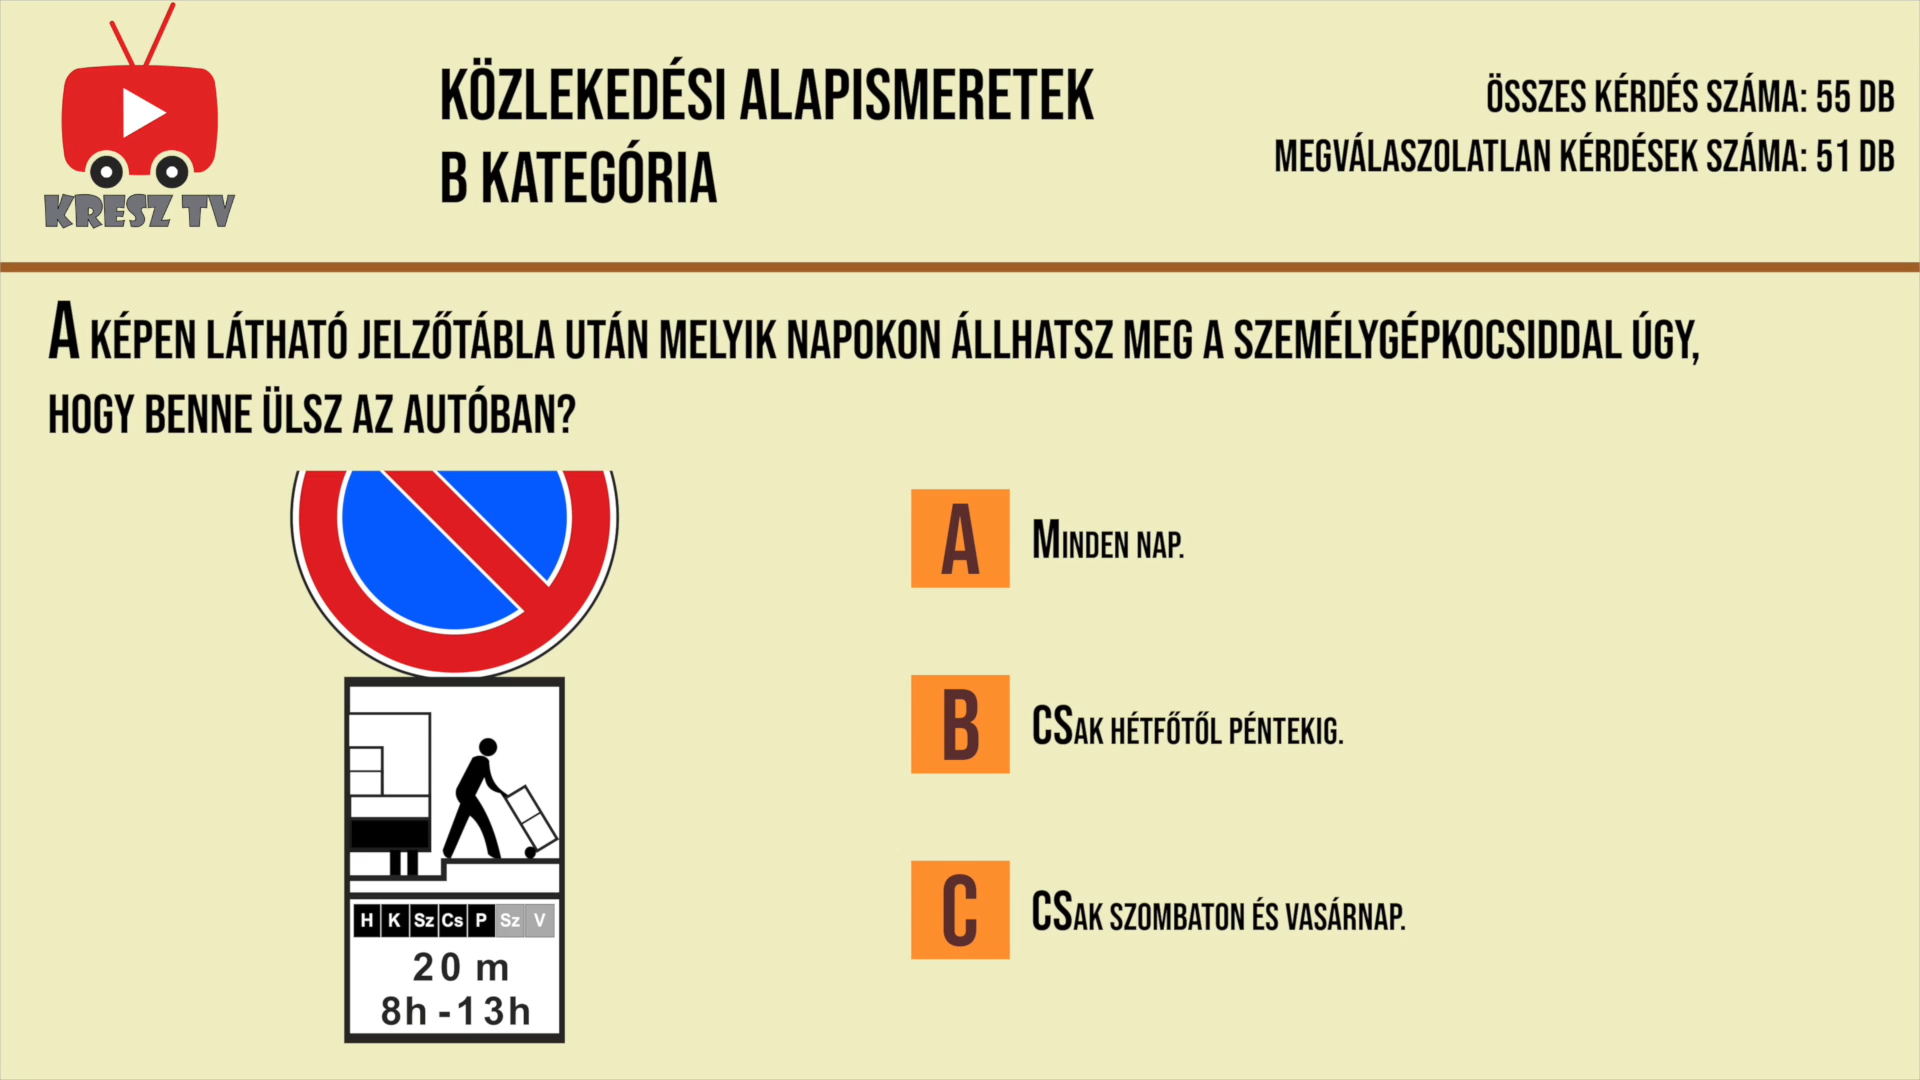 KRESZ TV
KÖZLEKEDÉSI ALAPISMERETEK
B KATEGÓRIA
ÖSSZES KÉRDÉS SZÁMA: 55 DB
MEGVÁLASZOLATLAN KÉRDÉSEK SZÁMA: 51 DB
A KÉPEN LÁTHATÓ JELZŐTÁBLA UTÁN MELYIK NAPOKON ÁLLHATSZ MEG A SZEMÉLYGÉPKOCSIDDAL ÚGY,
HOGY BENNE ÜLSZ AZ AUTÓBAN?
A MINDEN NAP.
B CSAK HÉTFŐTŐL PÉNTEKIG.
C CSAK SZOMBATON ÉS VASÁRNAP.
H K Sz Cs P Sz V
20 m
8h - 13h